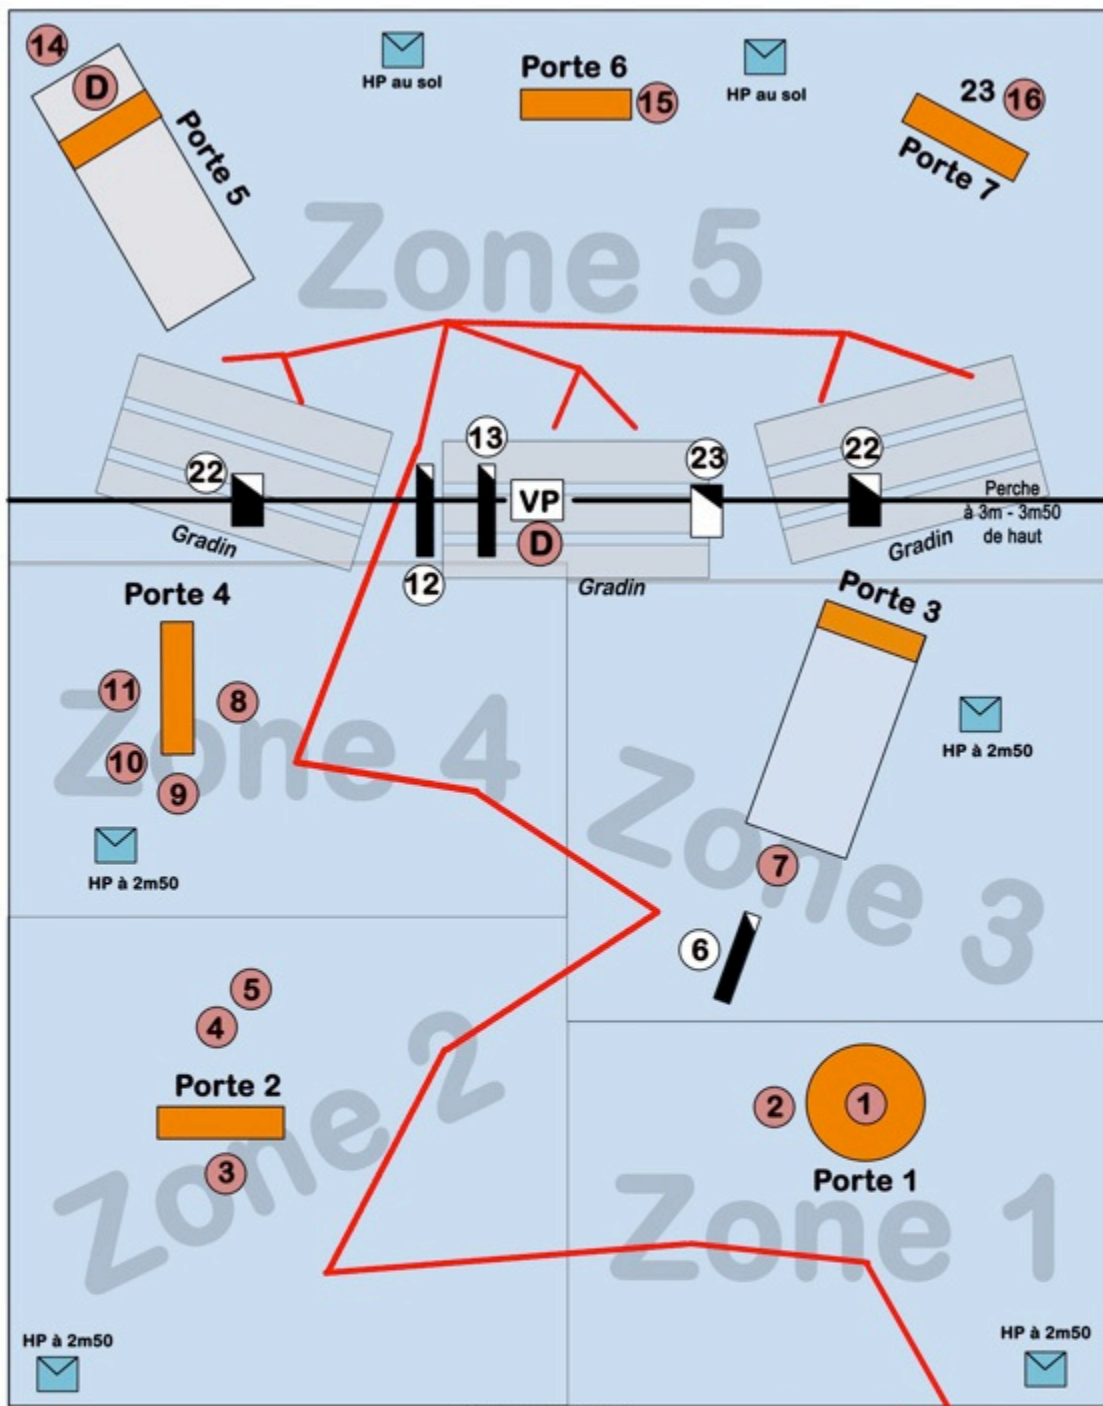 14
D
Porte 5
HP au sol
Porte 6
15
HP au sol
23
16
Porte 7
Zone 5
22
Gradin
13
VP
D
12
23
Gradin
22
Gradin
Perche
à 3m - 3m50
de haut
Porte 4
11
8
10
9
Zone 4
HP à 2m50
Porte 3
HP à 2m50
Zone 3
7
6
5
4
Porte 2
3
Zone 2
HP à 2m50
2
1
Porte 1
Zone 1
HP à 2m50